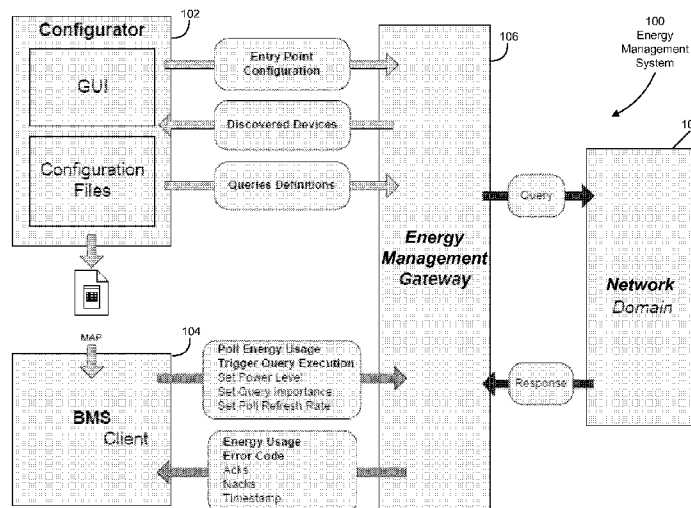 Configurator
102
GUI
Configuration
Files
Entry Point
Configuration
Discovered Devices
Queries Definitions
106
Energy
Management
Gateway
100
Energy
Management
System
Query
Network
Domain
Response
MAP
104
BMS
Client
Poll Energy Usage
Trigger Query Execution
Set Power Level
Set Query Importance
Set Poll Refresh Rate
Energy Usage
Error Code
Acks
Nacks
Timestamp